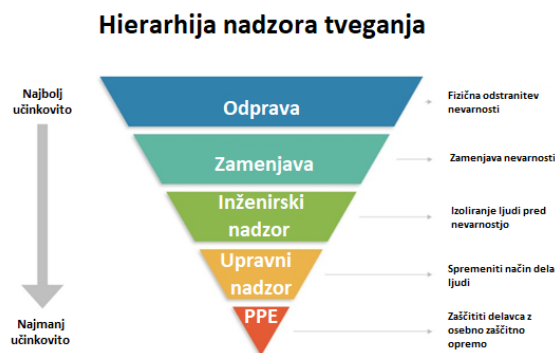 Hierarhija nadzora tveganja
Najbolj
učinkovito
Odprava
Fizična odstranitev
nevarnosti
Zamenjava
Zamenjava nevarnosti
Inženirski
nadzor
Izoliranje ljudi pred
nevarnostjo
Upravni
nadzor
Spremeniti način dela
ljudi
Najmanj
učinkovito
PPE
Zaščititi delavca z
osebno zaščitno
opremo